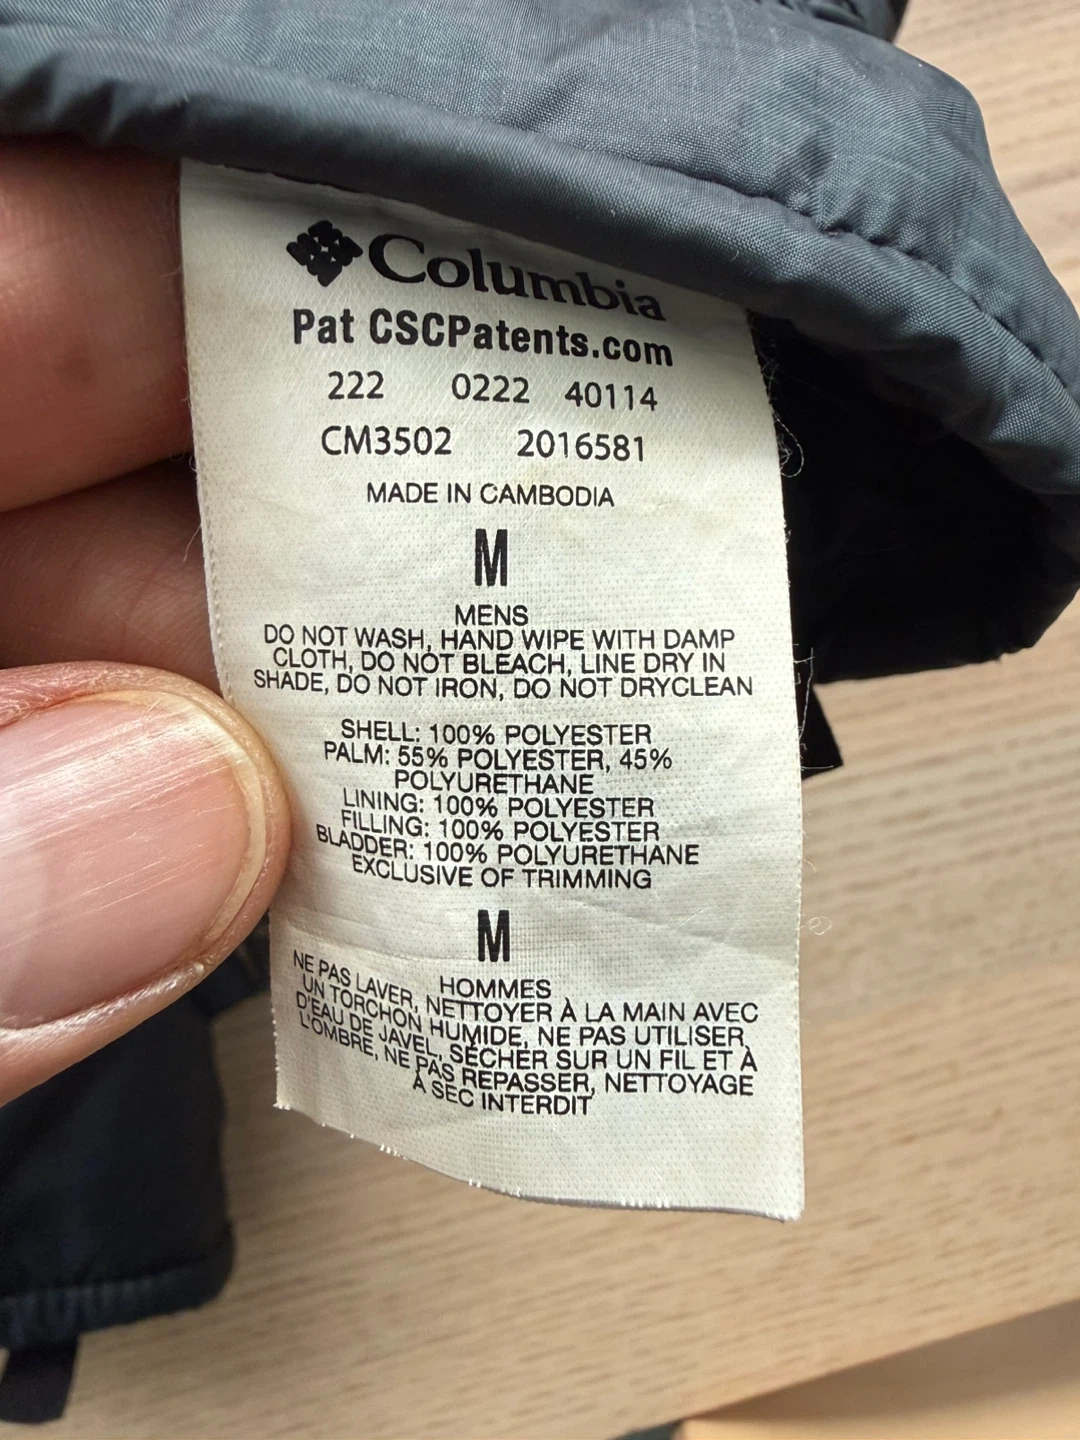 Columbia
Pat CSCPatents.com
222 0222 40114
CM3502 2016581
MADE IN CAMBODIA
M
MENS
DO NOT WASH, HAND WIPE WITH DAMP
CLOTH, DO NOT BLEACH, LINE DRY IN
SHADE, DO NOT IRON, DO NOT DRYCLEAN
SHELL: 100% POLYESTER
PALM: 55% POLYESTER, 45%
POLYURETHANE
LINING: 100% POLYESTER
FILLING: 100% POLYESTER
BLADDER: 100% POLYURETHANE
EXCLUSIVE OF TRIMMING
M
HOMMES
NE PAS LAVER, NETTOYER À LA MAIN AVEC
UN TORCHON HUMIDE, NE PAS UTILISER
D'EAU DE JAVEL, SÉCHER SUR UN FIL ET À
L'OMBRE, NE PAS REPASSER, NETTOYAGE
À SEC INTERDIT